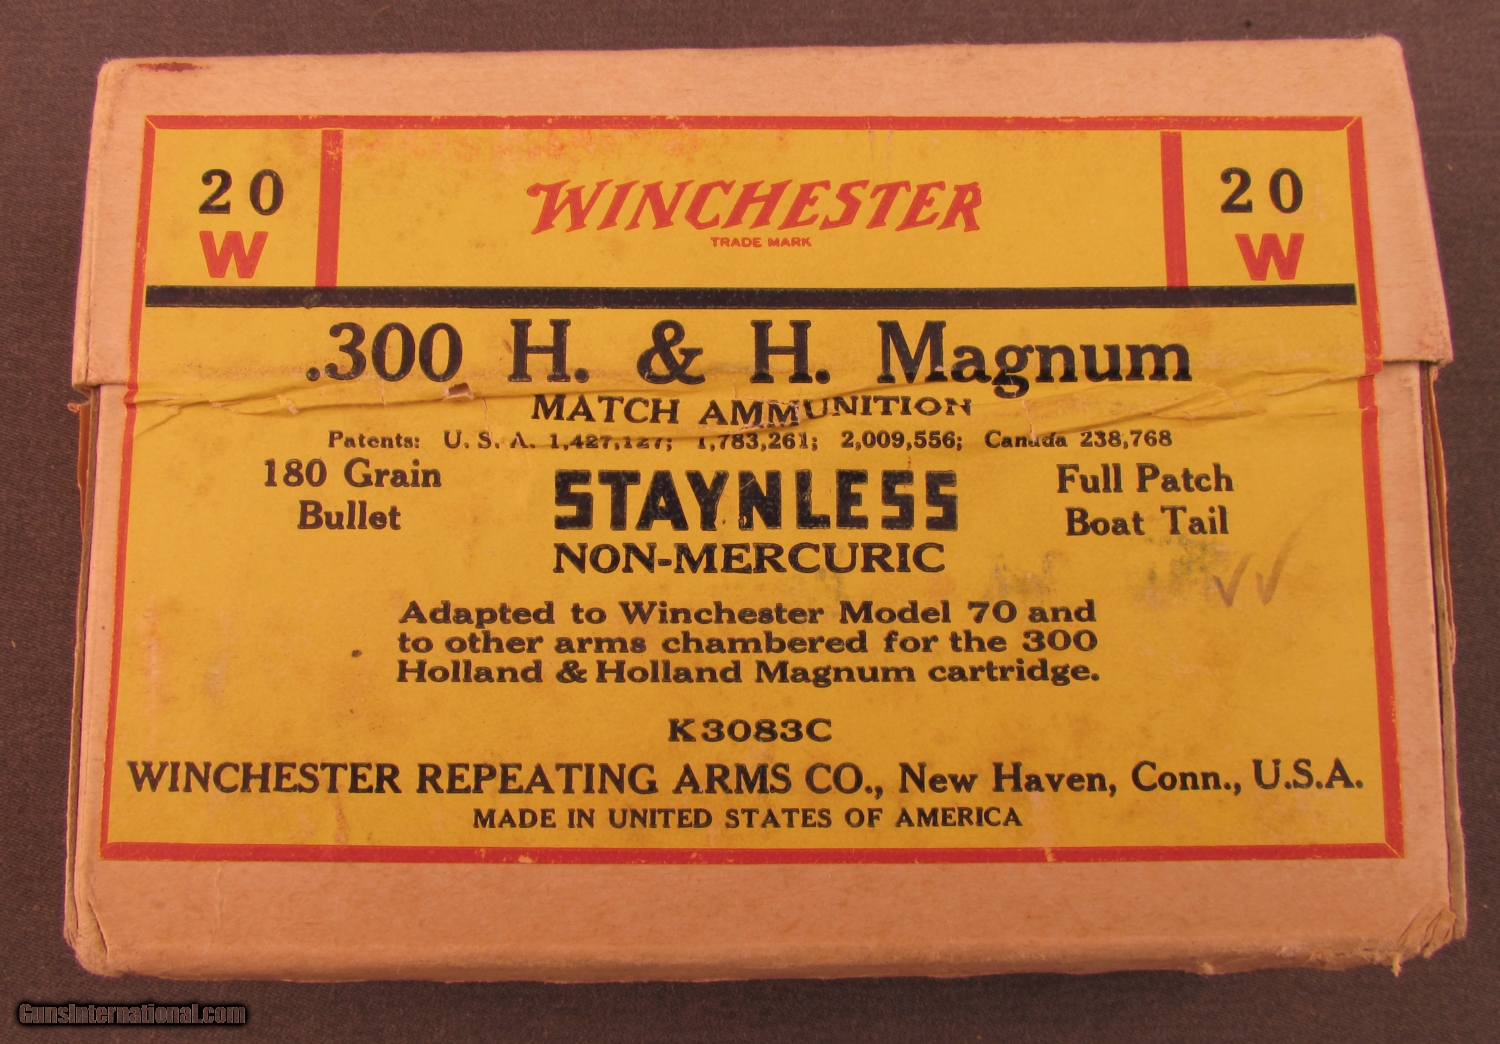 20
W
WINCHESTER
TRADE MARK
20
W
.300 H. & H. Magnum
MATCH AMMUNITION
Patents: U. S. A. 1,427,127; 1,783,261; 2,009,556; Canada 238,768
180 Grain
Bullet
STAYNLESS
NON-MERCURIC
Full Patch
Boat Tail
Adapted to Winchester Model 70 and
to other arms chambered for the 300
Holland & Holland Magnum cartridge.
K3083C
WINCHESTER REPEATING ARMS CO., New Haven, Conn., U.S.A.
MADE IN UNITED STATES OF AMERICA
GunsInternational.com